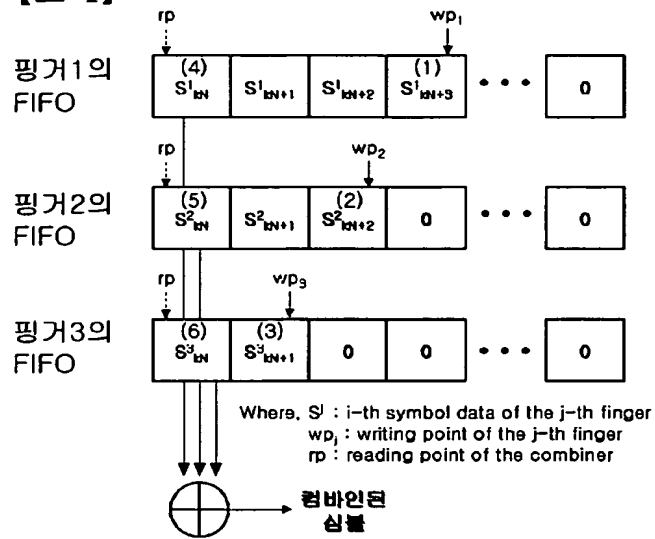 rp
wp₁
핑거1의
FIFO
(4) (1)
S¹kN S¹kN+1 S¹kN+2 S¹kN+3 • • • 0
rp
wp₂
핑거2의
FIFO
(5) (2)
S²kN S²kN+1 S²kN+2 0 • • • 0
rp
wp₃
핑거3의
FIFO
(6) (3)
S³kN S³kN+1 0 0 • • • 0
Where, Sʲ : i-th symbol data of the j-th finger
wpⱼ : writing point of the j-th finger
rp : reading point of the combiner
컴바인된
심볼